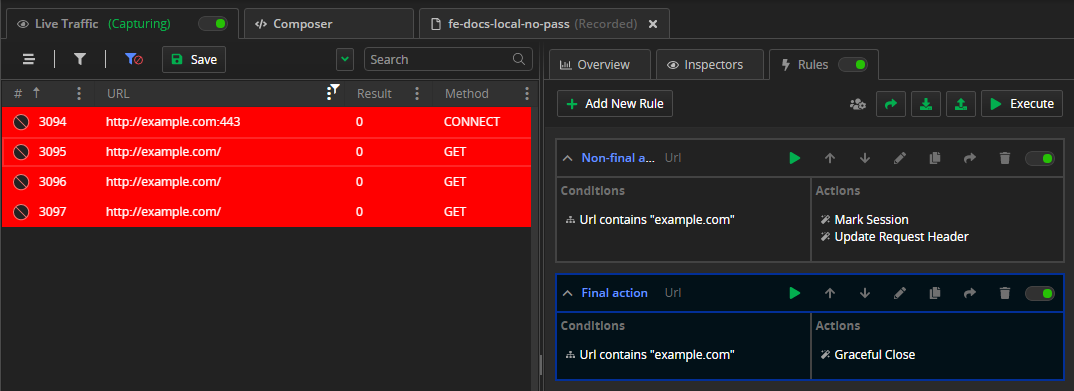 Live Traffic (Capturing)
Composer
fe-docs-local-no-pass (Recorded)
Save
Search
# URL Result Method
3094 http://example.com:443 0 CONNECT
3095 http://example.com/ 0 GET
3096 http://example.com/ 0 GET
3097 http://example.com/ 0 GET
Overview
Inspectors
Rules
Add New Rule
Execute
Non-final a... Url
Conditions
Actions
Url contains "example.com"
Mark Session
Update Request Header
Final action Url
Conditions
Actions
Url contains "example.com"
Graceful Close